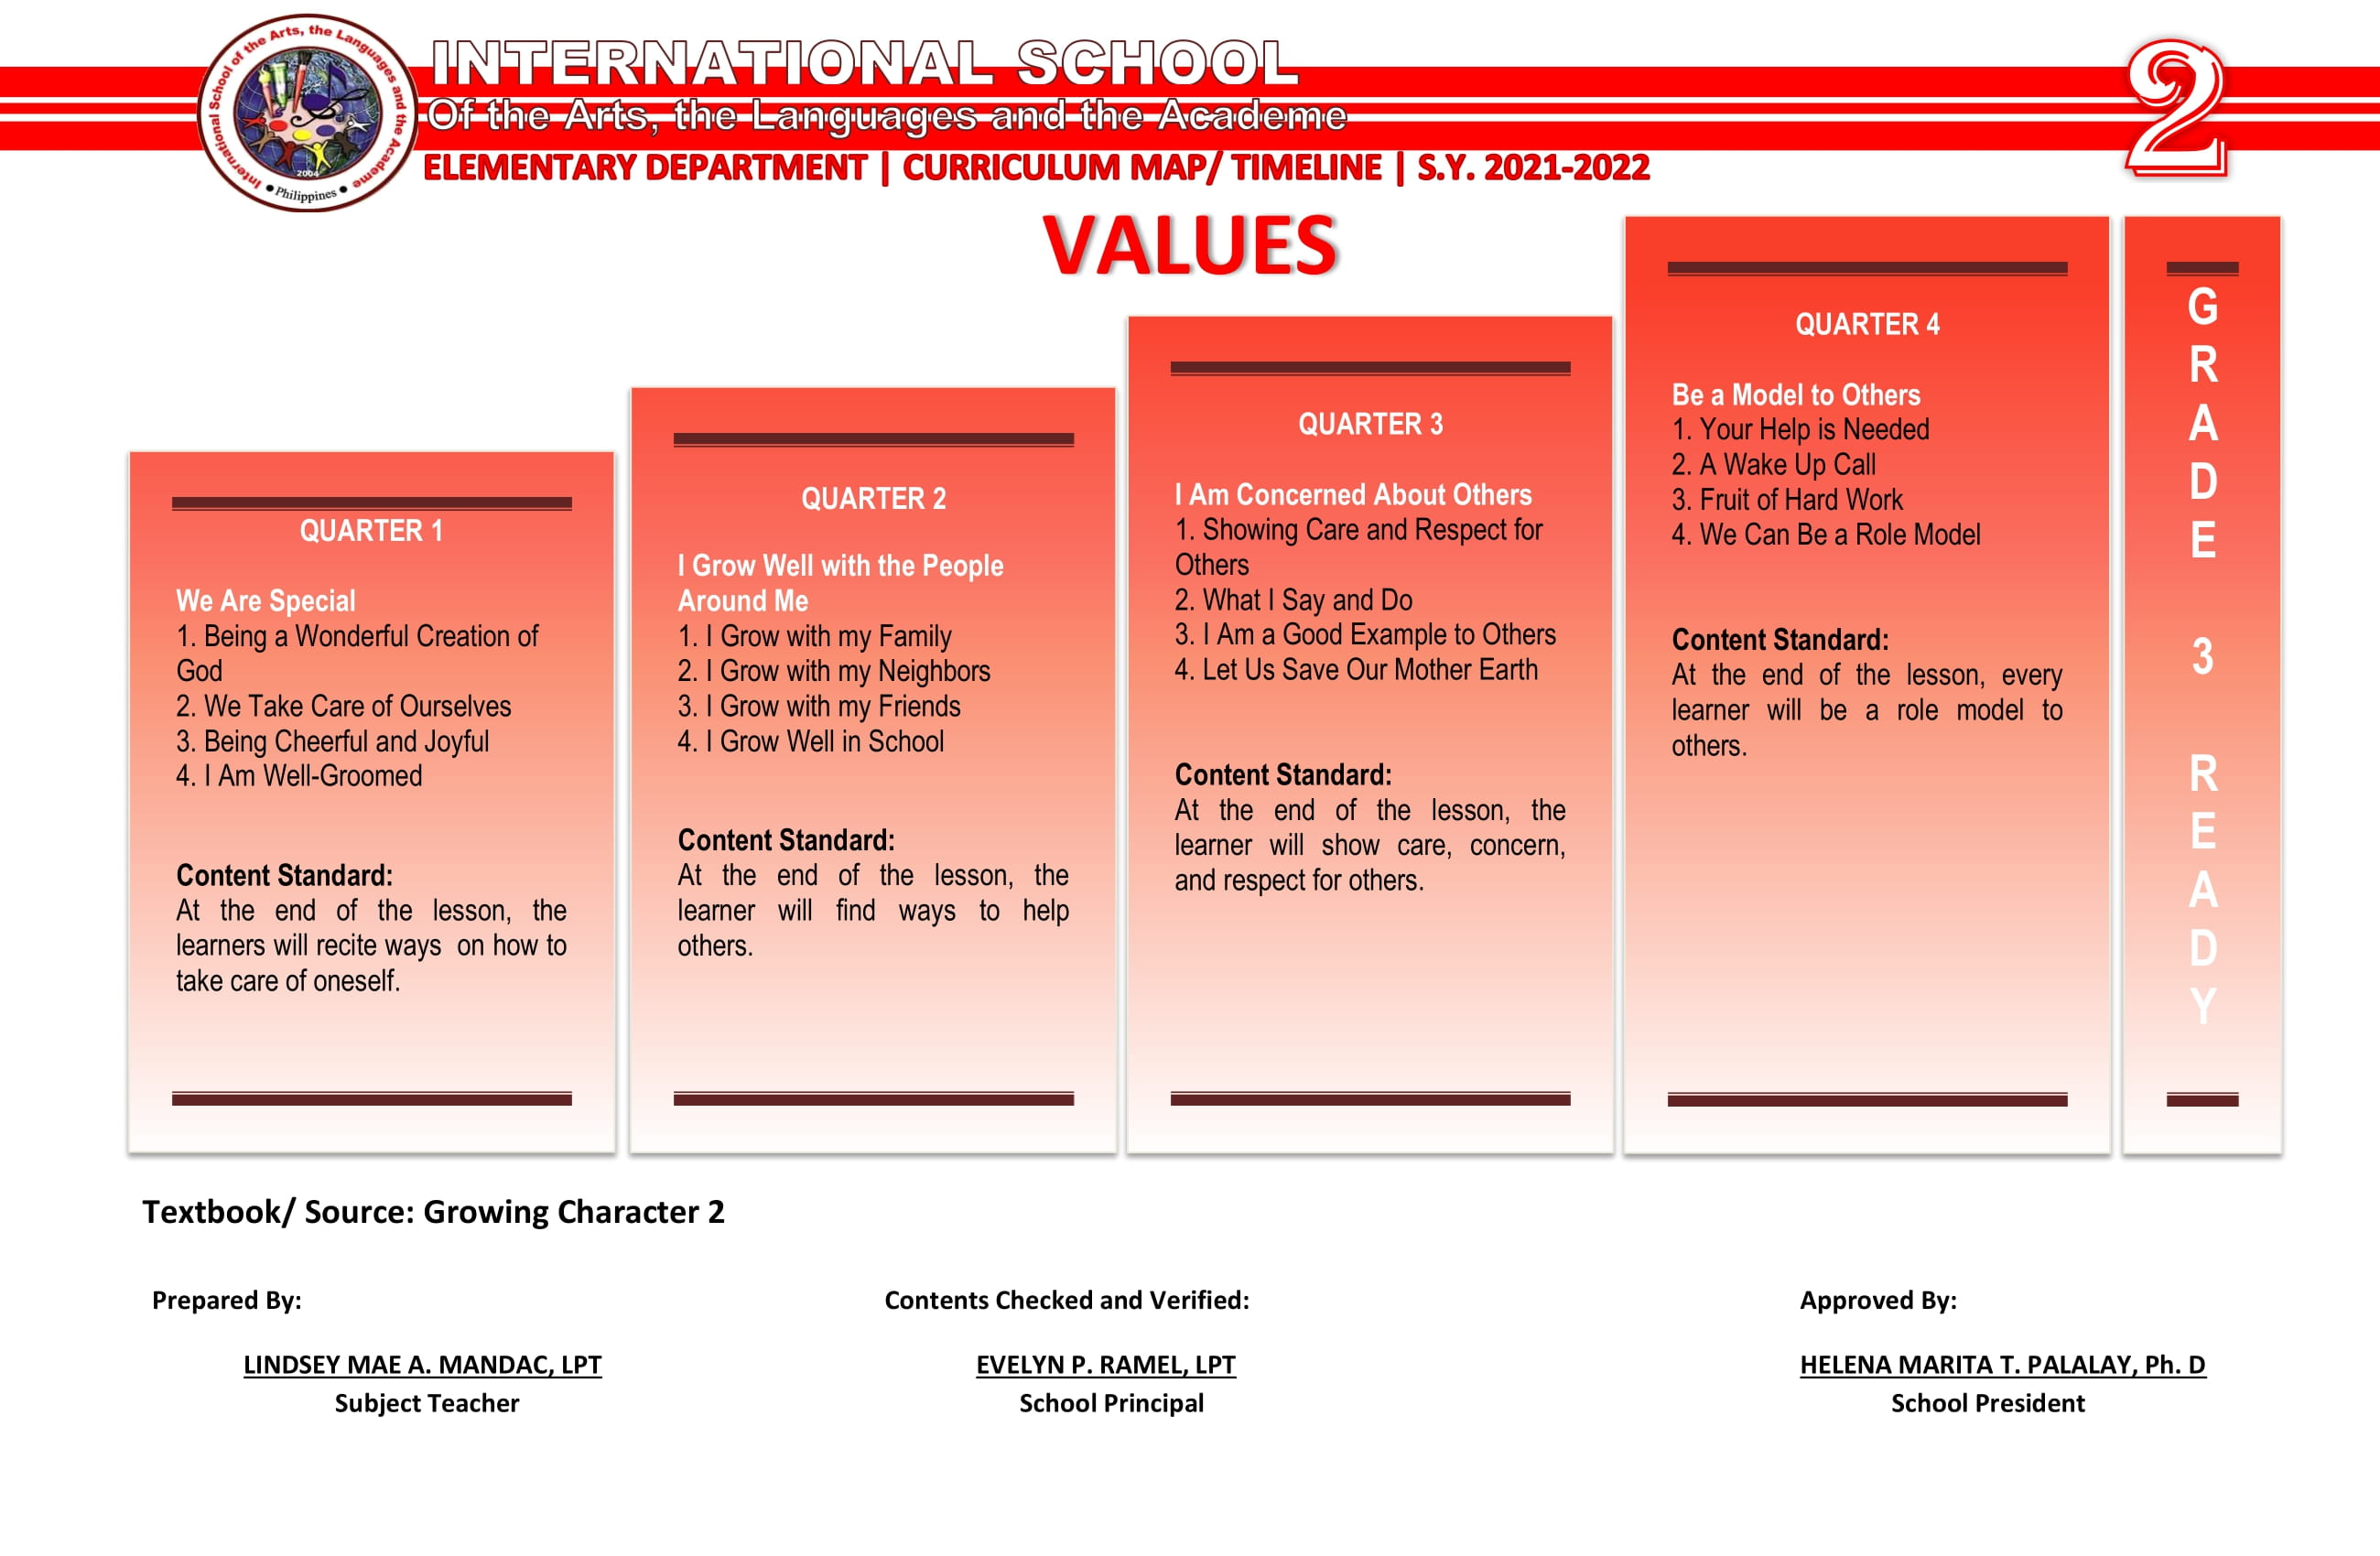 International School of the Arts, the Languages and the Academe
2004
Philippines
INTERNATIONAL SCHOOL
Of the Arts, the Languages and the Academe
ELEMENTARY DEPARTMENT | CURRICULUM MAP/ TIMELINE | S.Y. 2021-2022
2
VALUES
QUARTER 1
We Are Special
1. Being a Wonderful Creation of
God
2. We Take Care of Ourselves
3. Being Cheerful and Joyful
4. I Am Well-Groomed
Content Standard:
At the end of the lesson, the
learners will recite ways on how to
take care of oneself.
QUARTER 2
I Grow Well with the People
Around Me
1. I Grow with my Family
2. I Grow with my Neighbors
3. I Grow with my Friends
4. I Grow Well in School
Content Standard:
At the end of the lesson, the
learner will find ways to help
others.
QUARTER 3
I Am Concerned About Others
1. Showing Care and Respect for
Others
2. What I Say and Do
3. I Am a Good Example to Others
4. Let Us Save Our Mother Earth
Content Standard:
At the end of the lesson, the
learner will show care, concern,
and respect for others.
QUARTER 4
Be a Model to Others
1. Your Help is Needed
2. A Wake Up Call
3. Fruit of Hard Work
4. We Can Be a Role Model
Content Standard:
At the end of the lesson, every
learner will be a role model to
others.
G
R
A
D
E
3
R
E
A
D
Y
Textbook/ Source: Growing Character 2
Prepared By:
LINDSEY MAE A. MANDAC, LPT
Subject Teacher
Contents Checked and Verified:
EVELYN P. RAMEL, LPT
School Principal
Approved By:
HELENA MARITA T. PALALAY, Ph. D
School President